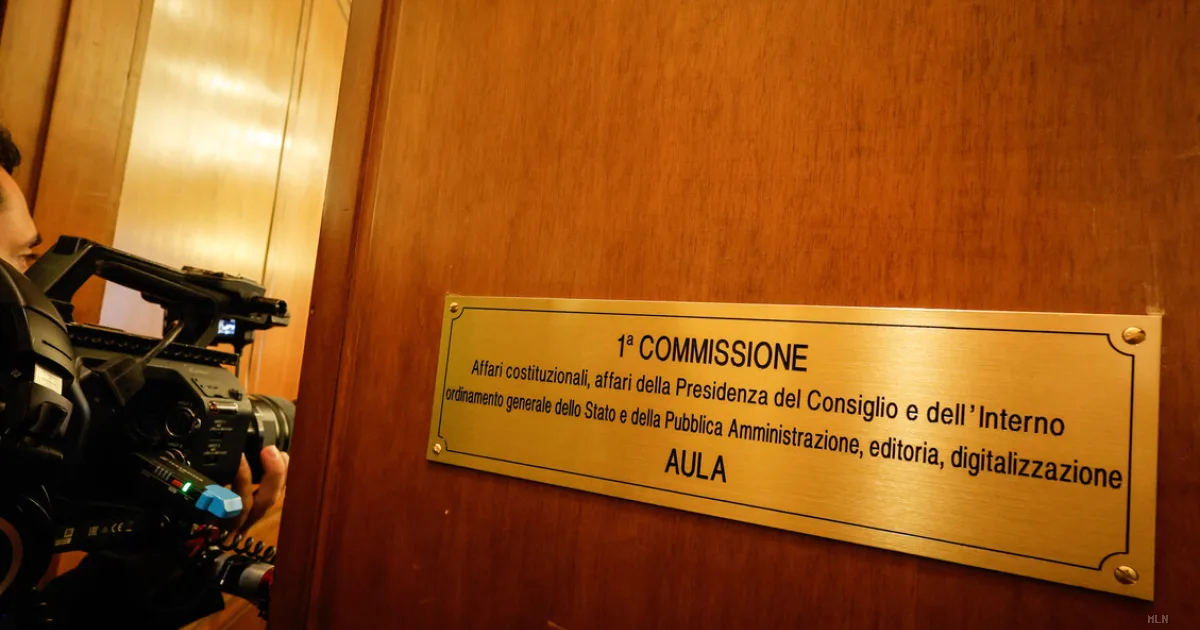 1ª COMMISSIONE
Affari costituzionali, affari della Presidenza del Consiglio e dell'Interno
ordinamento generale dello Stato e della Pubblica Amministrazione, editoria, digitalizzazione
AULA
MLN